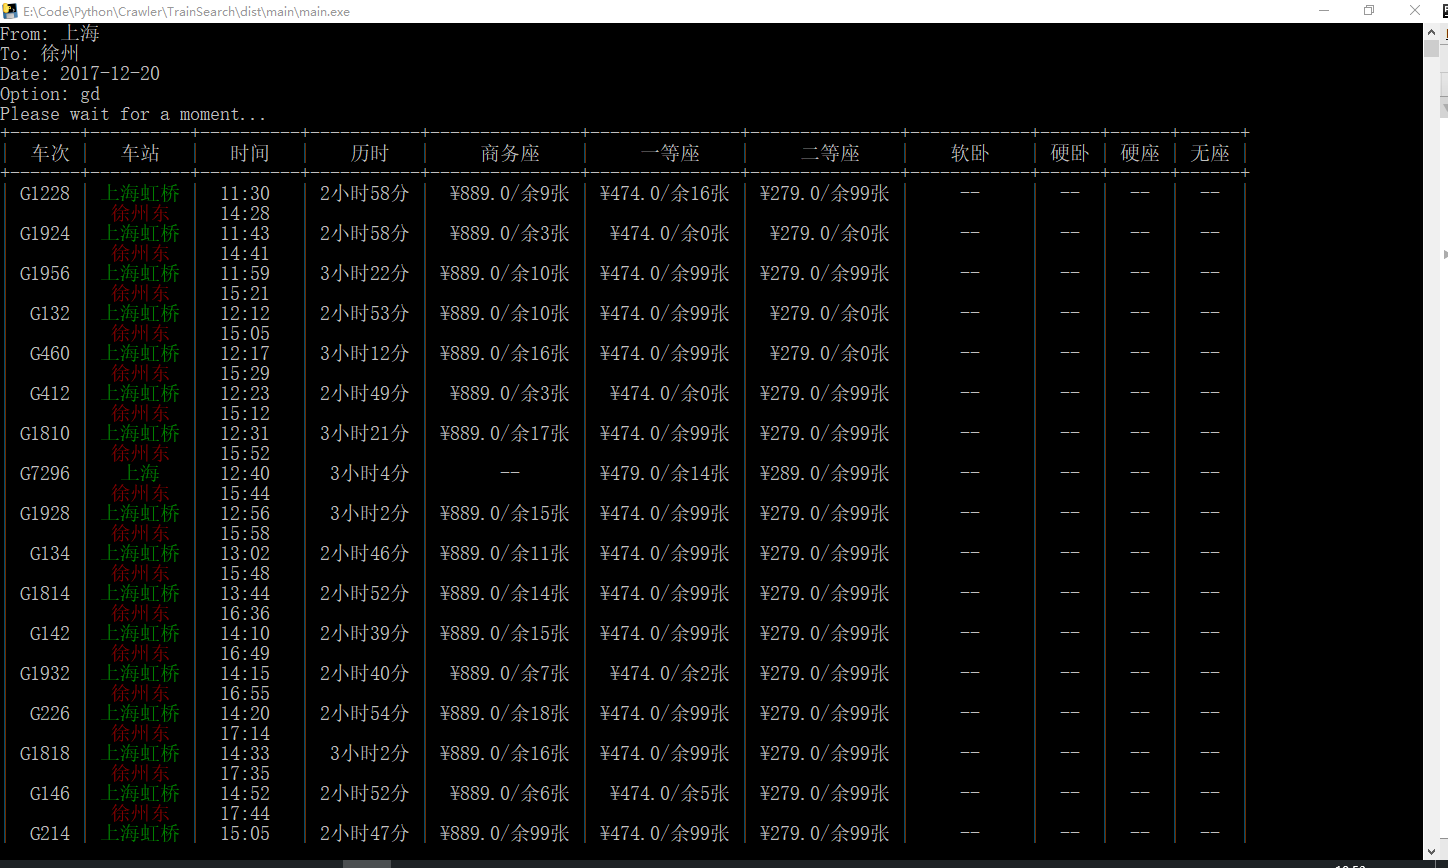 E:\Code\Python\Crawler\TrainSearch\dist\main\main.exe
From: 上海
To: 徐州
Date: 2017-12-20
Option: gd
Please wait for a moment...
车次 车站 时间 历时 商务座 一等座 二等座 软卧 硬卧 硬座 无座
G1228 上海虹桥 11:30 2小时58分 ¥889.0/余9张 ¥474.0/余16张 ¥279.0/余99张 -- -- -- --
徐州东 14:28
G1924 上海虹桥 11:43 2小时58分 ¥889.0/余3张 ¥474.0/余0张 ¥279.0/余0张 -- -- -- --
徐州东 14:41
G1956 上海虹桥 11:59 3小时22分 ¥889.0/余10张 ¥474.0/余99张 ¥279.0/余99张 -- -- -- --
徐州东 15:21
G132 上海虹桥 12:12 2小时53分 ¥889.0/余10张 ¥474.0/余99张 ¥279.0/余0张 -- -- -- --
徐州东 15:05
G460 上海虹桥 12:17 3小时12分 ¥889.0/余16张 ¥474.0/余99张 ¥279.0/余0张 -- -- -- --
徐州东 15:29
G412 上海虹桥 12:23 2小时49分 ¥889.0/余3张 ¥474.0/余0张 ¥279.0/余99张 -- -- -- --
徐州东 15:12
G1810 上海虹桥 12:31 3小时21分 ¥889.0/余17张 ¥474.0/余99张 ¥279.0/余99张 -- -- -- --
徐州东 15:52
G7296 上海 12:40 3小时4分 -- ¥479.0/余14张 ¥289.0/余99张 -- -- -- --
徐州东 15:44
G1928 上海虹桥 12:56 3小时2分 ¥889.0/余15张 ¥474.0/余99张 ¥279.0/余99张 -- -- -- --
徐州东 15:58
G134 上海虹桥 13:02 2小时46分 ¥889.0/余11张 ¥474.0/余99张 ¥279.0/余99张 -- -- -- --
徐州东 15:48
G1814 上海虹桥 13:44 2小时52分 ¥889.0/余14张 ¥474.0/余99张 ¥279.0/余99张 -- -- -- --
徐州东 16:36
G142 上海虹桥 14:10 2小时39分 ¥889.0/余15张 ¥474.0/余99张 ¥279.0/余99张 -- -- -- --
徐州东 16:49
G1932 上海虹桥 14:15 2小时40分 ¥889.0/余7张 ¥474.0/余2张 ¥279.0/余99张 -- -- -- --
徐州东 16:55
G226 上海虹桥 14:20 2小时54分 ¥889.0/余18张 ¥474.0/余99张 ¥279.0/余99张 -- -- -- --
徐州东 17:14
G1818 上海虹桥 14:33 3小时2分 ¥889.0/余16张 ¥474.0/余99张 ¥279.0/余99张 -- -- -- --
徐州东 17:35
G146 上海虹桥 14:52 2小时52分 ¥889.0/余6张 ¥474.0/余5张 ¥279.0/余99张 -- -- -- --
徐州东 17:44
G214 上海虹桥 15:05 2小时47分 ¥889.0/余99张 ¥474.0/余99张 ¥279.0/余99张 -- -- -- --